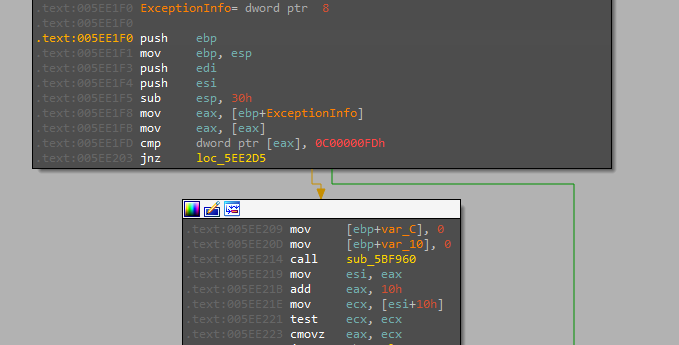 .text:005EE1F0 ExceptionInfo= dword ptr  8
.text:005EE1F0
.text:005EE1F0 push    ebp
.text:005EE1F1 mov     ebp, esp
.text:005EE1F3 push    edi
.text:005EE1F4 push    esi
.text:005EE1F5 sub     esp, 30h
.text:005EE1F8 mov     eax, [ebp+ExceptionInfo]
.text:005EE1FB mov     eax, [eax]
.text:005EE1FD cmp     dword ptr [eax], 0C00000FDh
.text:005EE203 jnz     loc_5EE2D5
.text:005EE209 mov     [ebp+var_C], 0
.text:005EE20D mov     [ebp+var_10], 0
.text:005EE214 call    sub_5BF960
.text:005EE219 mov     esi, eax
.text:005EE21B add     eax, 10h
.text:005EE21E mov     ecx, [esi+10h]
.text:005EE221 test    ecx, ecx
.text:005EE223 cmovz   eax, ecx